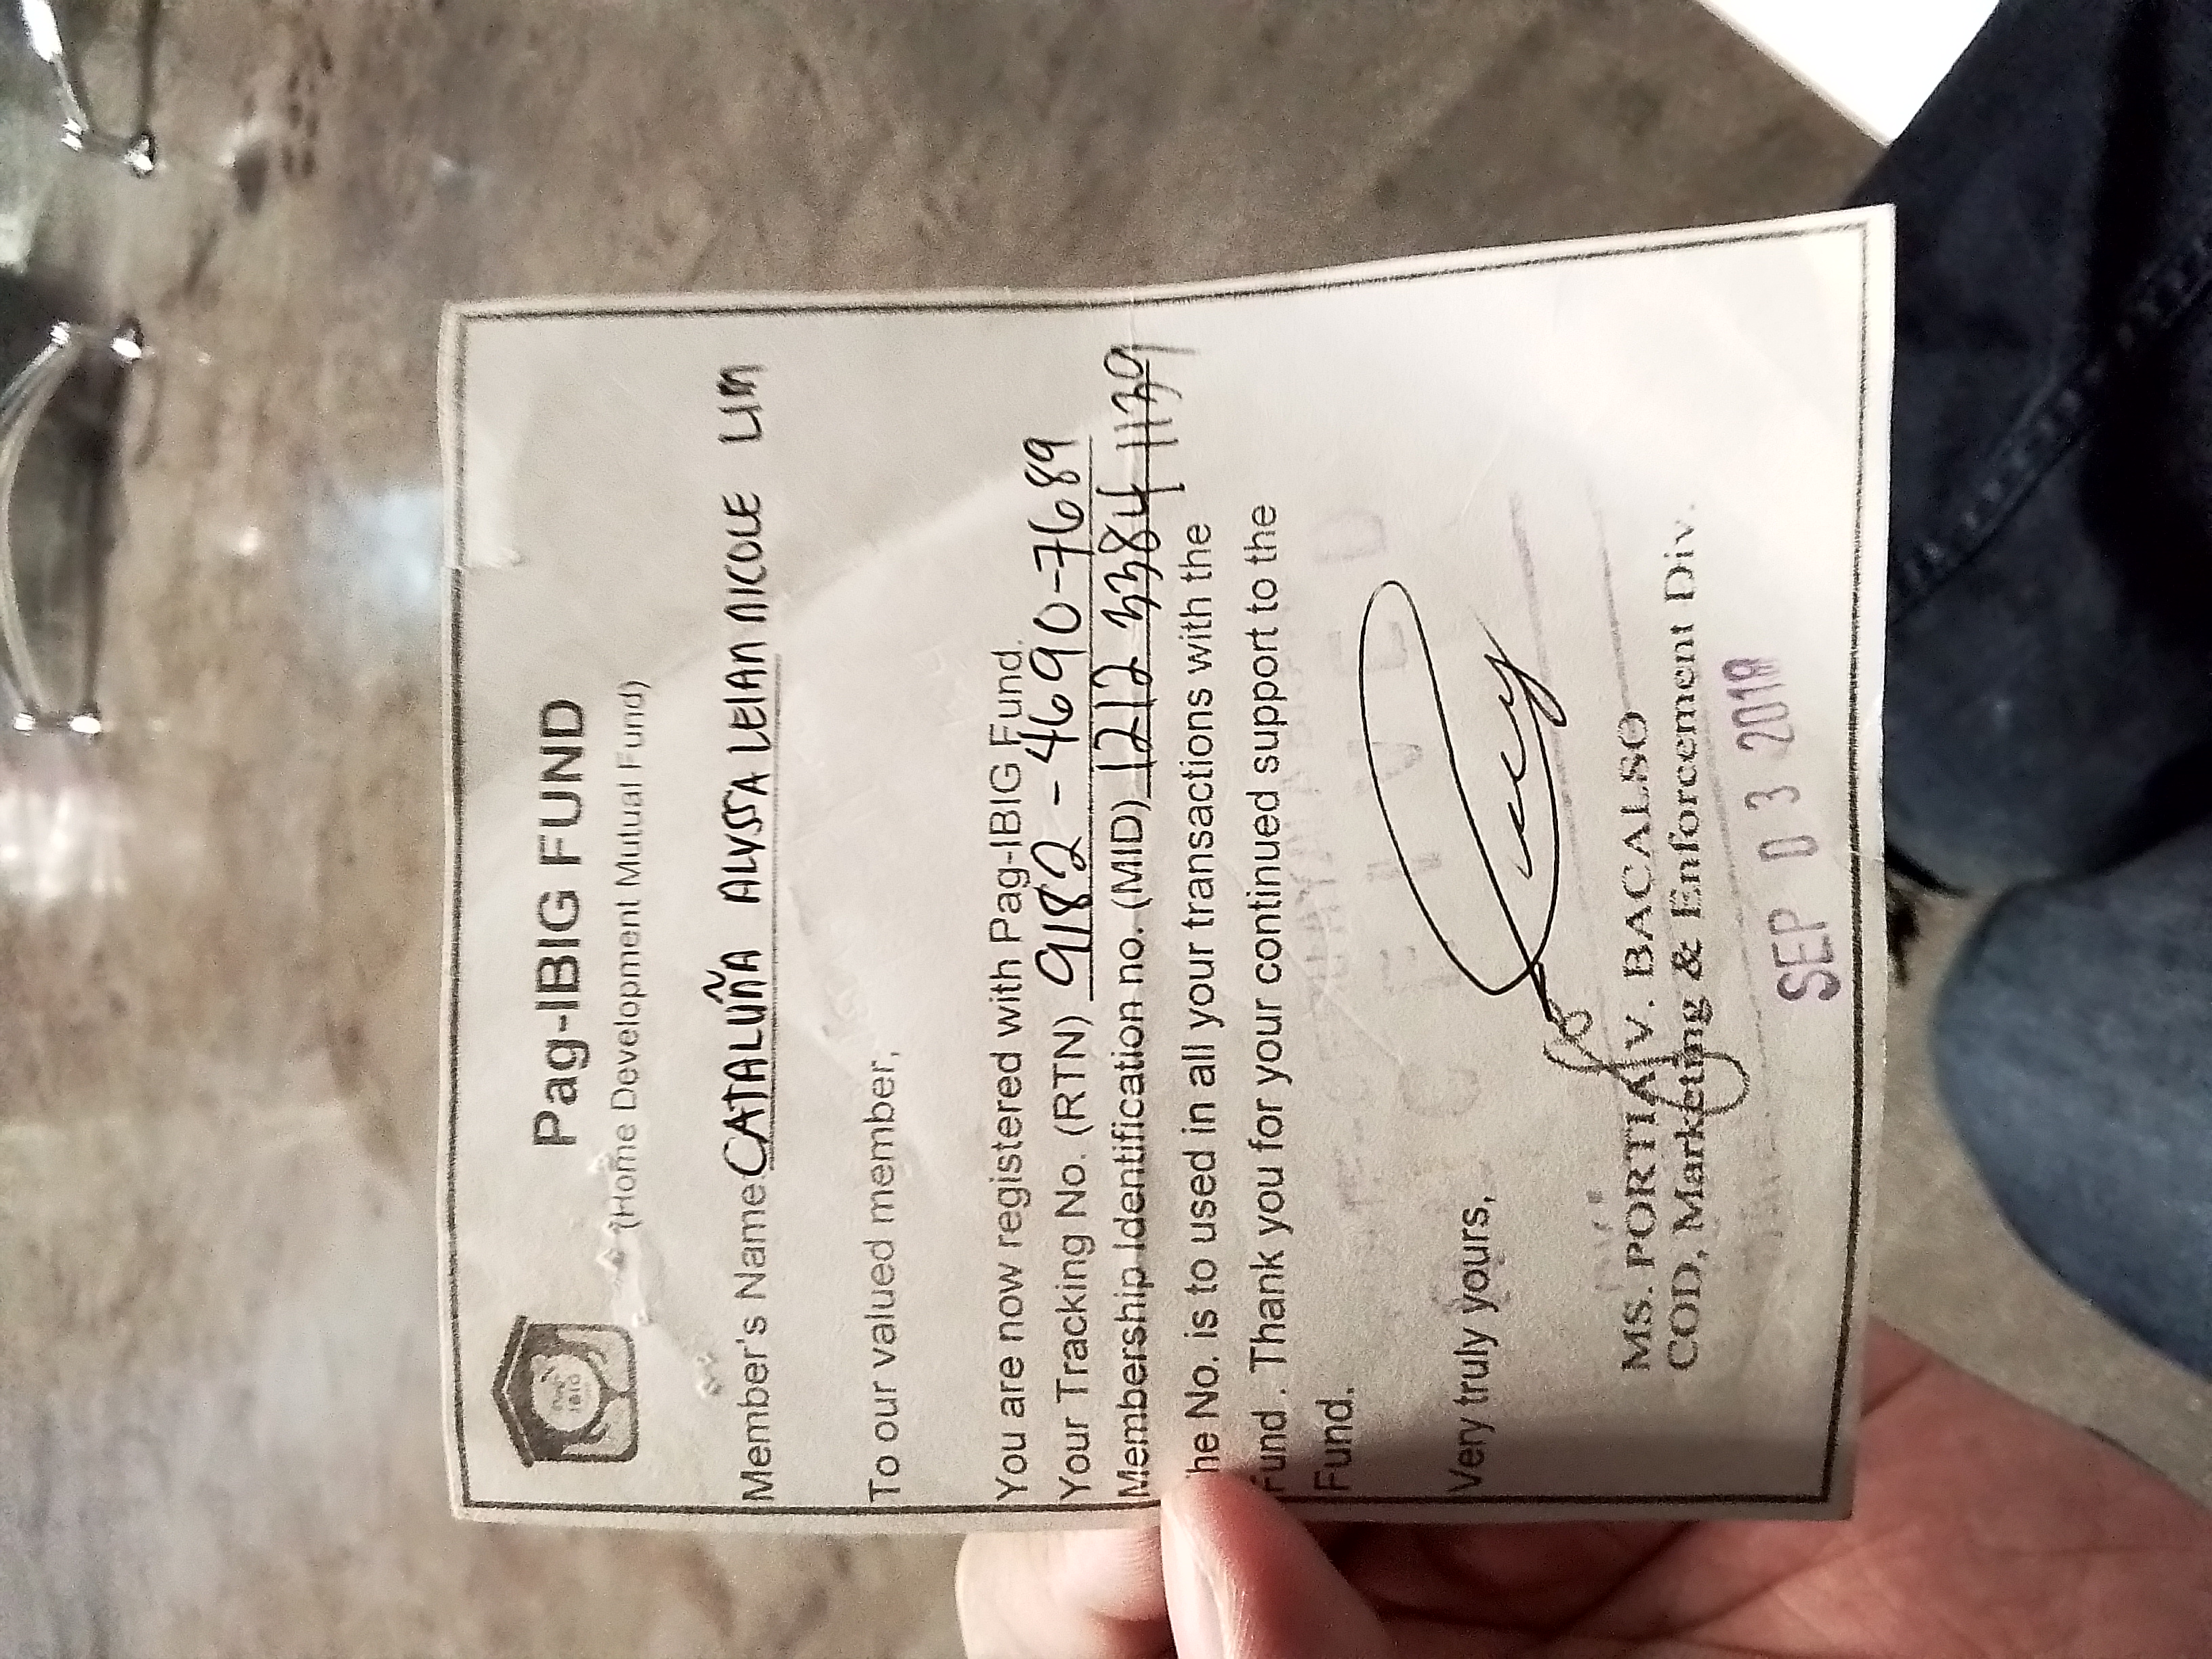 Pag-IBIG FUND
(Home Development Mutual Fund)
Member's Name: CATALUÑA ALYSSA LEIAN NICOLE LIM
To our valued member,
You are now registered with Pag-IBIG Fund.
Your Tracking No. (RTN) 9182-4690-7689
Membership Identification no. (MID) 1212 3384 1139
he No. is to used in all your transactions with the
Fund. Thank you for your continued support to the
Fund.
Very truly yours,
MS. PORTIA V. BACALSO
COD, Marketing & Enforcement Div.
SEP 03 2018